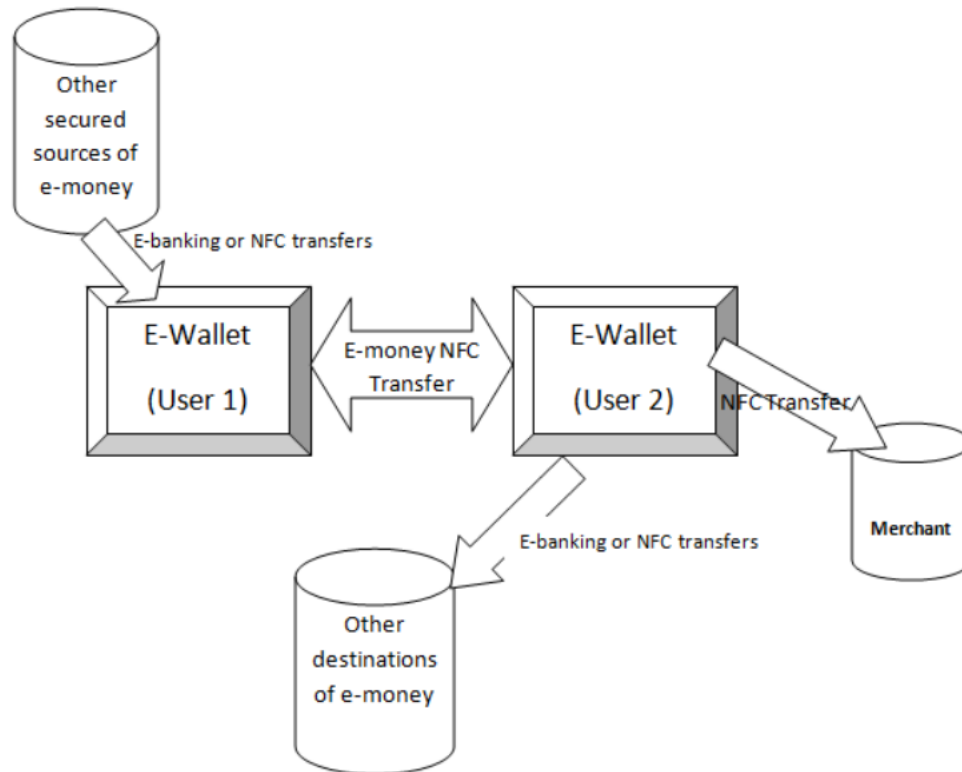 Other
secured
sources of
e-money
E-banking or NFC transfers
E-Wallet
(User 1)
E-money NFC
Transfer
E-Wallet
(User 2)
NFC Transfer
Merchant
E-banking or NFC transfers
Other
destinations
of e-money